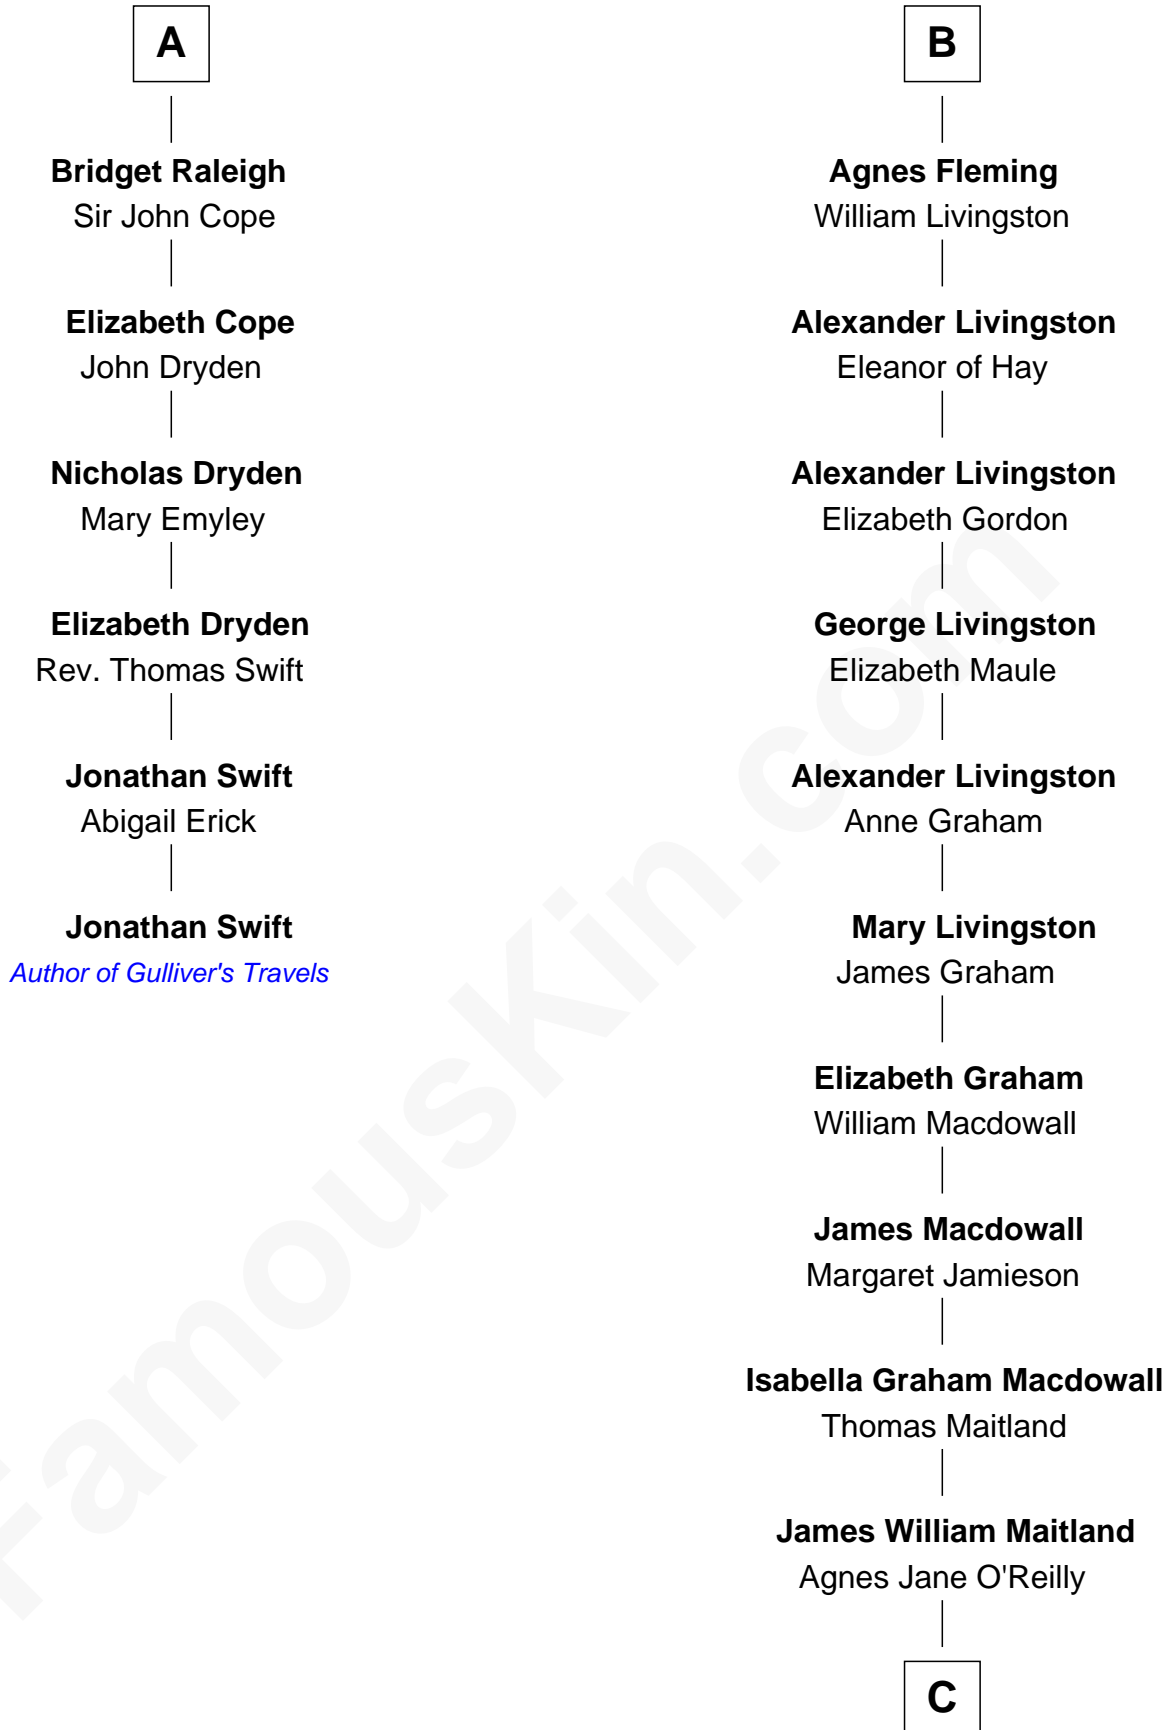 A
Bridget Raleigh
Sir John Cope
Elizabeth Cope
John Dryden
Nicholas Dryden
Mary Emyley
Elizabeth Dryden
Rev. Thomas Swift
Jonathan Swift
Abigail Erick
Jonathan Swift
Author of Gulliver's Travels
B
Agnes Fleming
William Livingston
Alexander Livingston
Eleanor of Hay
Alexander Livingston
Elizabeth Gordon
George Livingston
Elizabeth Maule
Alexander Livingston
Anne Graham
Mary Livingston
James Graham
Elizabeth Graham
William Macdowall
James Macdowall
Margaret Jamieson
Isabella Graham Macdowall
Thomas Maitland
James William Maitland
Agnes Jane O'Reilly
C
FamousKin.com